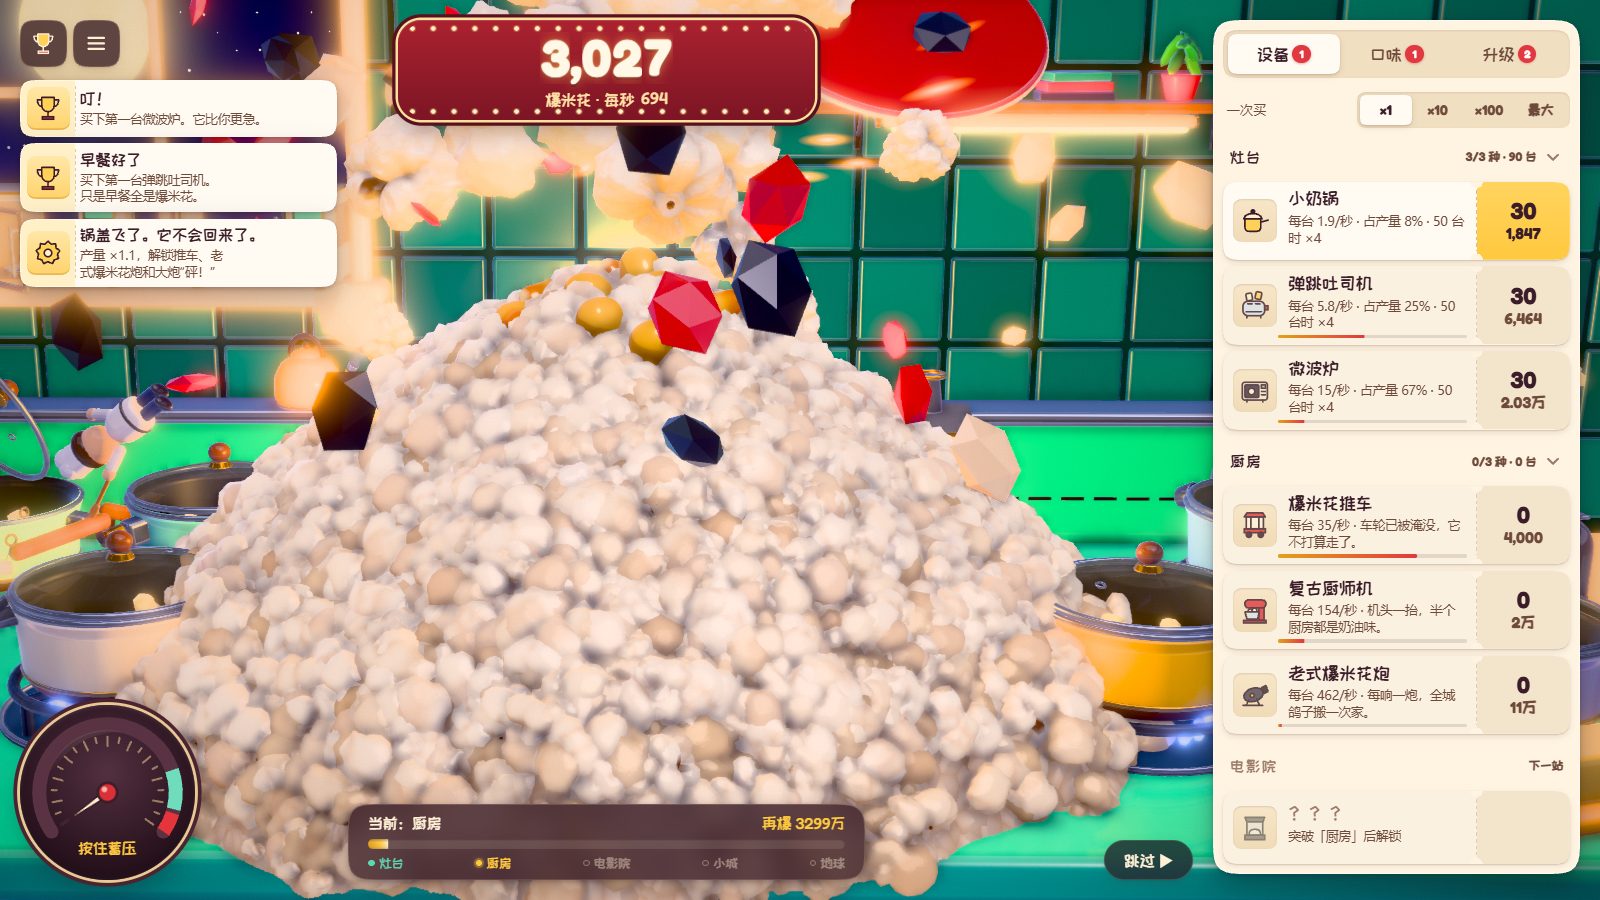 3,027
爆米花 · 每秒 694
叮！
买下第一台微波炉。它比你更急。
早餐好了
买下第一台弹跳吐司机。
只是早餐全是爆米花。
锅盖飞了。它不会回来了。
产量 ×1.1，解锁推车、老
式爆米花炮和大炮“砰！”
按住蓄压
当前：厨房
再爆 3299万
灶台
厨房
电影院
小城
地球
跳过
设备 1
口味 1
升级 2
一次买
×1
×10
×100
最大
灶台
3/3 种 · 90 台
小奶锅
每台 1.9/秒 · 占产量 8% · 50 台
时 ×4
30
1,847
弹跳吐司机
每台 5.8/秒 · 占产量 25% · 50
台时 ×4
30
6,464
微波炉
每台 15/秒 · 占产量 67% · 50
台时 ×4
30
2.03万
厨房
0/3 种 · 0 台
爆米花推车
每台 35/秒 · 车轮已被淹没，它
不打算走了。
0
4,000
复古厨师机
每台 154/秒 · 机头一抬，半个
厨房都是奶油味。
0
2万
老式爆米花炮
每台 462/秒 · 每响一炮，全城
鸽子搬一次家。
0
11万
电影院
下一站
？？？
突破「厨房」后解锁